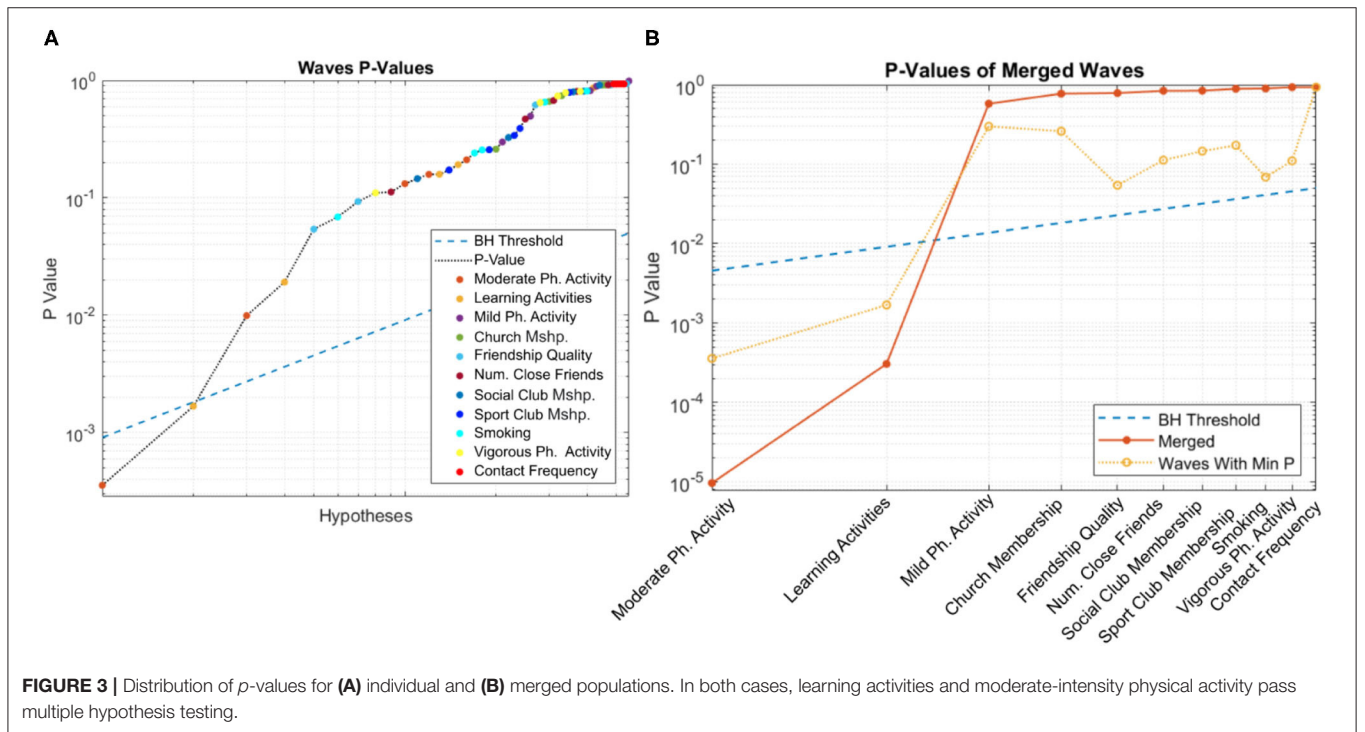 A
Waves P-Values
10^0
10^-1
10^-2
10^-3
P Value
Hypotheses
BH Threshold
P-Value
Moderate Ph. Activity
Learning Activities
Mild Ph. Activity
Church Mshp.
Friendship Quality
Num. Close Friends
Social Club Mshp.
Sport Club Mshp.
Smoking
Vigorous Ph. Activity
Contact Frequency
B
P-Values of Merged Waves
10^0
10^-1
10^-2
10^-3
10^-4
10^-5
P Value
BH Threshold
Merged
Waves With Min P
Moderate Ph. Activity
Learning Activities
Mild Ph. Activity
Church Membership
Friendship Quality
Num. Close Friends
Social Club Membership
Sport Club Membership
Smoking
Vigorous Ph. Activity
Contact Frequency
FIGURE 3 | Distribution of p-values for (A) individual and (B) merged populations. In both cases, learning activities and moderate-intensity physical activity pass
multiple hypothesis testing.